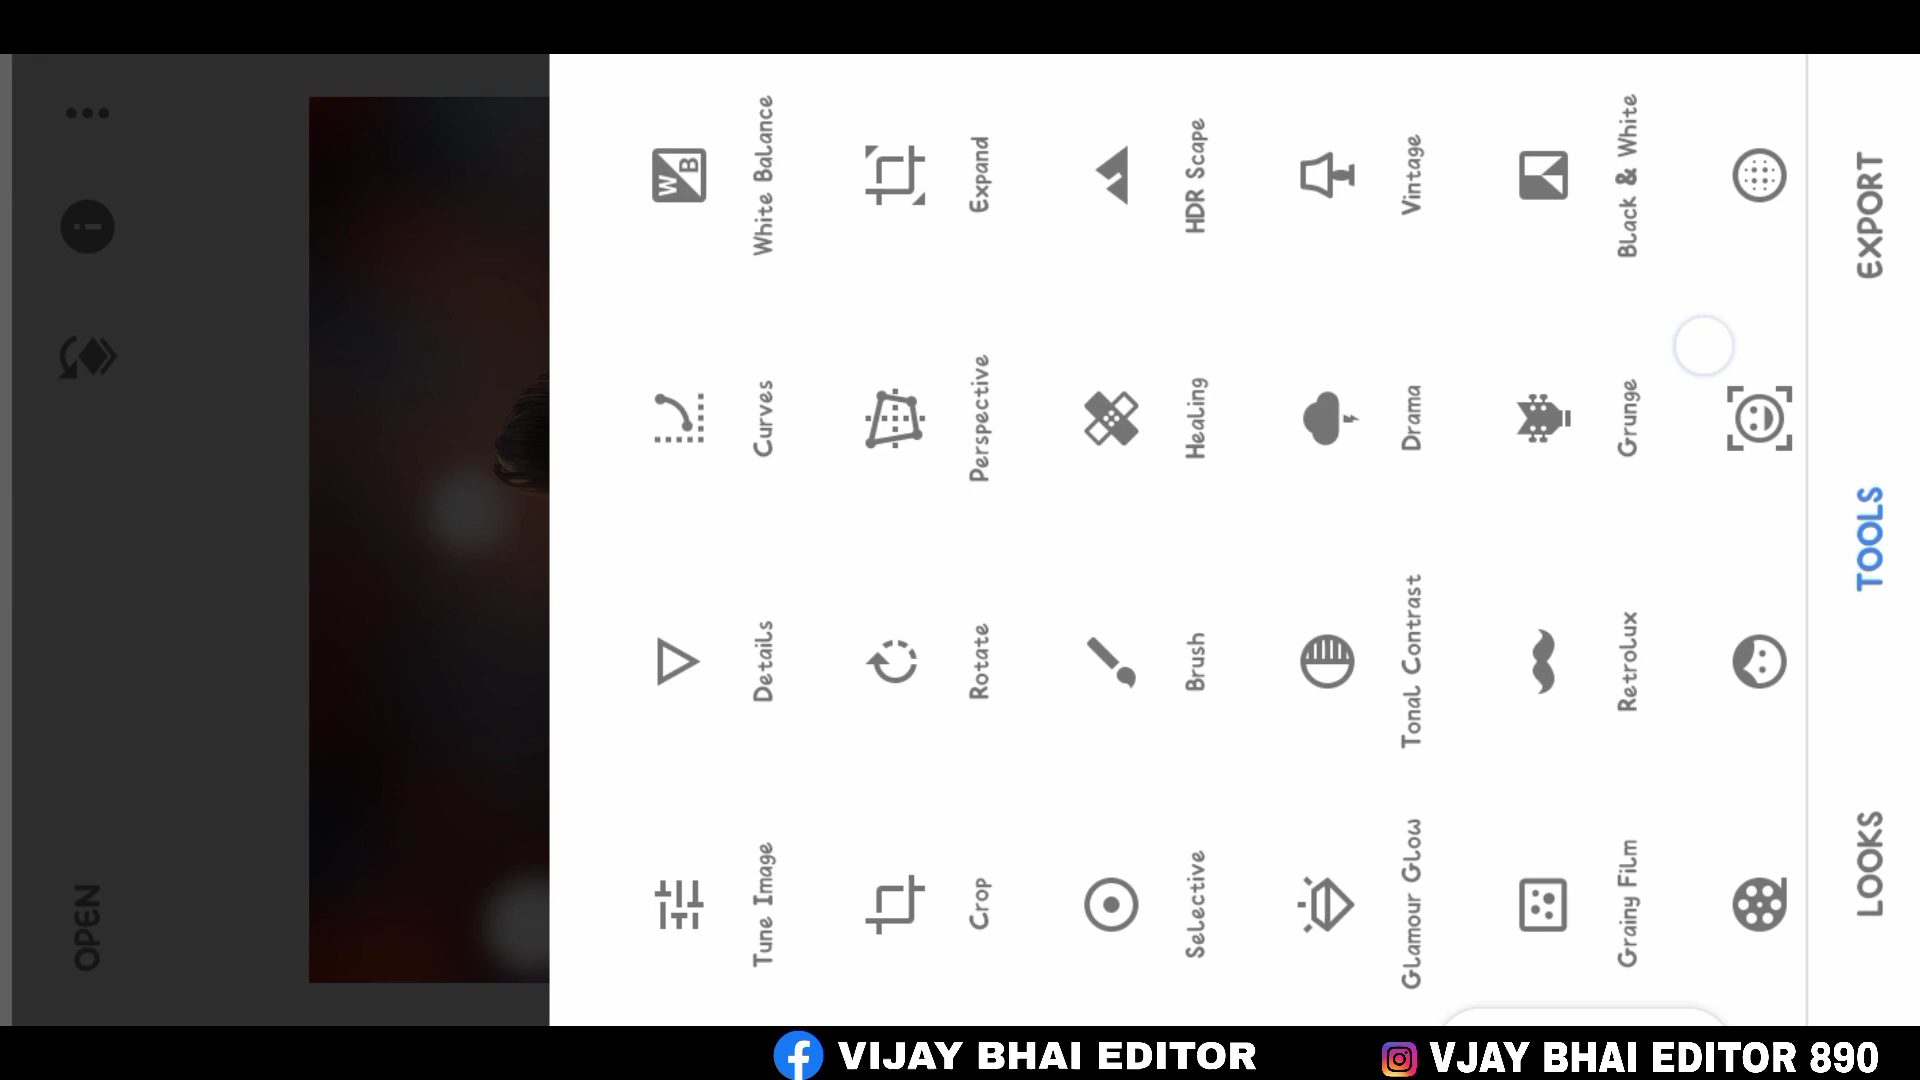 OPEN
Tune Image
Details
Curves
White Balance
Crop
Rotate
Perspective
Expand
Selective
Brush
Healing
HDR Scape
Glamour Glow
Tonal Contrast
Drama
Vintage
Grainy Film
Retrolux
Grunge
Black & White
LOOKS
TOOLS
EXPORT
VIJAY BHAI EDITOR
VJAY BHAI EDITOR 890